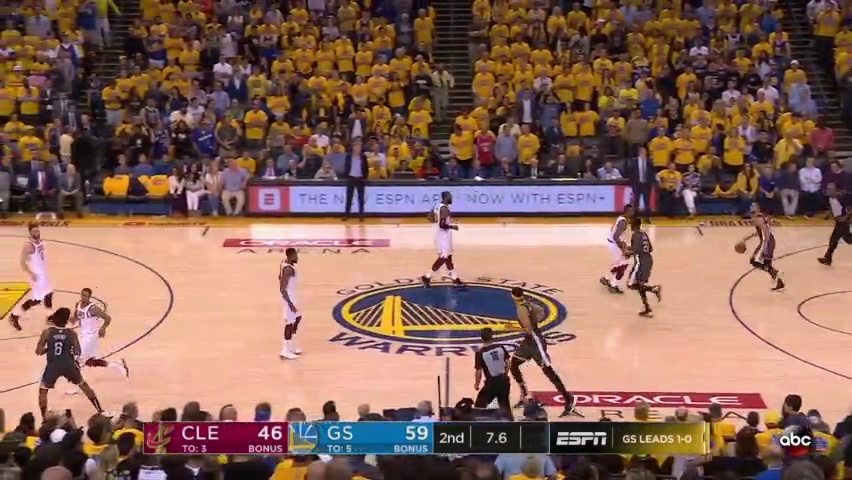 E THE NEW ESPN APP NOW WITH ESPN+
ORACLE
ARENA
GOLDEN STATE
WARRIORS
6
10
ORACLE
CLE 46 GS 59 2nd 7.6 ESPN GS LEADS 1-0
TO: 3 BONUS TO: 5 BONUS
abc